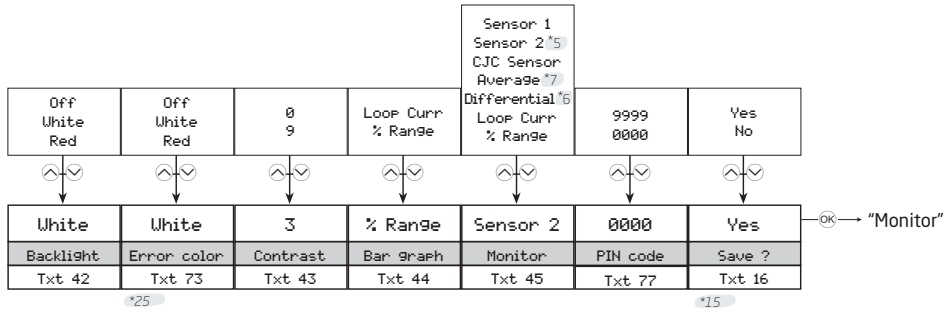 Sensor 1
Sensor 2 *5
CJC Sensor
Average *7
Differential *6
Loop Curr
% Range
Off
White
Red
Off
White
Red
0
9
Loop Curr
% Range
9999
0000
Yes
No
White
White
3
% Range
Sensor 2
0000
Yes
OK
"Monitor"
Backlight
Error color
Contrast
Bar graph
Monitor
PIN code
Save ?
Txt 42
Txt 73
Txt 43
Txt 44
Txt 45
Txt 77
Txt 16
*25
*15